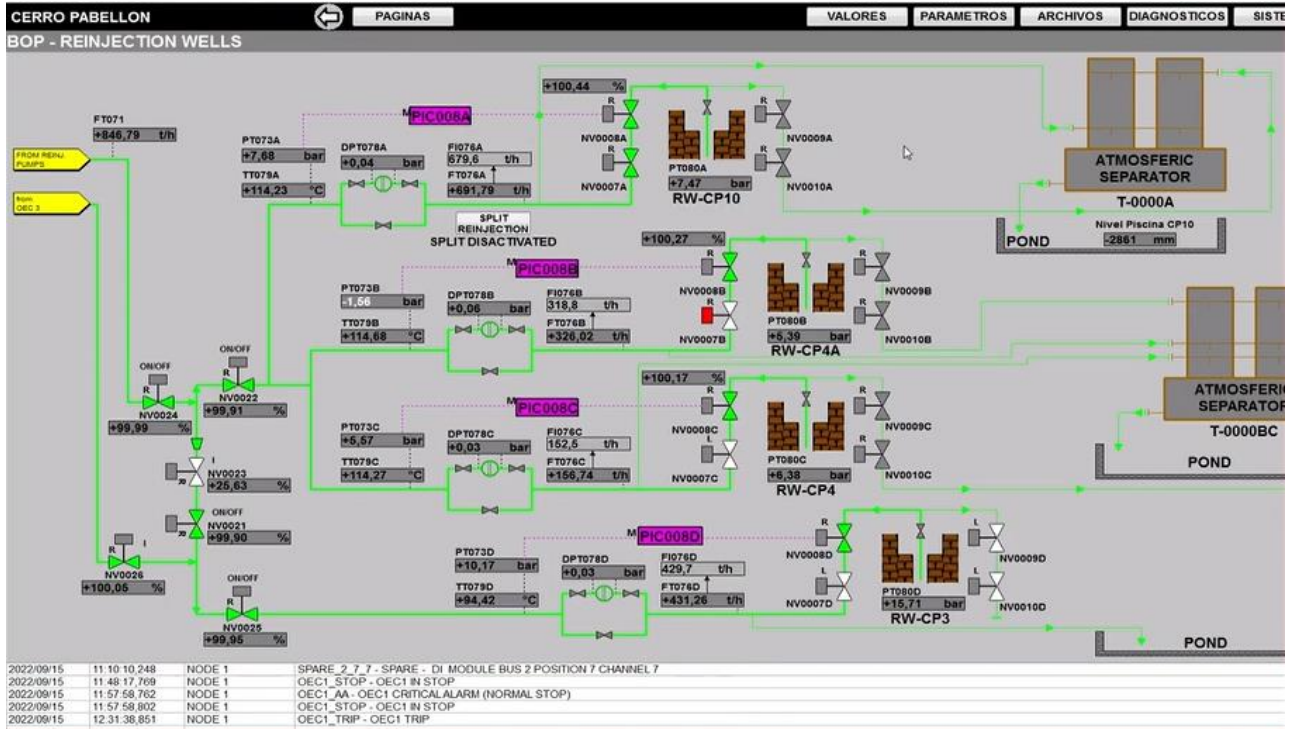 CERRO PABELLON
PAGINAS
VALORES
PARAMETROS
ARCHIVOS
DIAGNOSTICOS
SISTE
BOP - REINJECTION WELLS
FT071
+846,79 t/h
FROM REINJ.
PUMPS
from
OEC 3
PT073A
+7,68 bar
TT079A
+114,23 °C
DPT078A
+0,04 bar
M
PIC008A
FI076A
679,6 t/h
FT076A
+691,79 t/h
+100,44 %
R
NV0008A
R
NV0007A
PT080A
+7,47 bar
RW-CP10
R
NV0009A
R
NV0010A
ATMOSFERIC
SEPARATOR
T-0000A
Nivel Piscina CP10
-2861 mm
POND
SPLIT
REINJECTION
SPLIT DISACTIVATED
PT073B
-1,56 bar
TT079B
+114,68 °C
DPT078B
+0,06 bar
M
PIC008B
FI076B
318,8 t/h
FT076B
+326,02 t/h
+100,27 %
R
NV0008B
R
NV0007B
PT080B
+5,39 bar
RW-CP4A
R
NV0009B
R
NV0010B
ATMOSFERIC
SEPARATOR
T-0000BC
POND
ON/OFF
R
NV0024
+99,99 %
ON/OFF
R
NV0022
+99,91 %
PT073C
+5,57 bar
TT079C
+114,27 °C
DPT078C
+0,03 bar
M
PIC008C
FI076C
152,5 t/h
FT076C
+156,74 t/h
+100,17 %
R
NV0008C
L
NV0007C
PT080C
+6,38 bar
RW-CP4
R
NV0009C
R
NV0010C
I
R
NV0023
+25,63 %
ON/OFF
R
NV0021
+99,90 %
R
I
NV0026
+100,05 %
ON/OFF
R
NV0025
+99,95 %
PT073D
+10,17 bar
TT079D
+94,42 °C
DPT078D
+0,03 bar
M
PIC008D
FI076D
429,7 t/h
FT076D
+431,26 t/h
R
NV0008D
L
NV0007D
PT080D
+15,71 bar
RW-CP3
L
NV0009D
L
NV0010D
POND
2022/09/15 11:10:10,248 NODE 1 SPARE_2_7_7 - SPARE - DI MODULE BUS 2 POSITION 7 CHANNEL 7
2022/09/15 11:48:17,769 NODE 1 OEC1_STOP - OEC1 IN STOP
2022/09/15 11:57:58,762 NODE 1 OEC1_AA - OEC1 CRITICAL ALARM (NORMAL STOP)
2022/09/15 11:57:58,802 NODE 1 OEC1_STOP - OEC1 IN STOP
2022/09/15 12:31:38,851 NODE 1 OEC1_TRIP - OEC1 TRIP